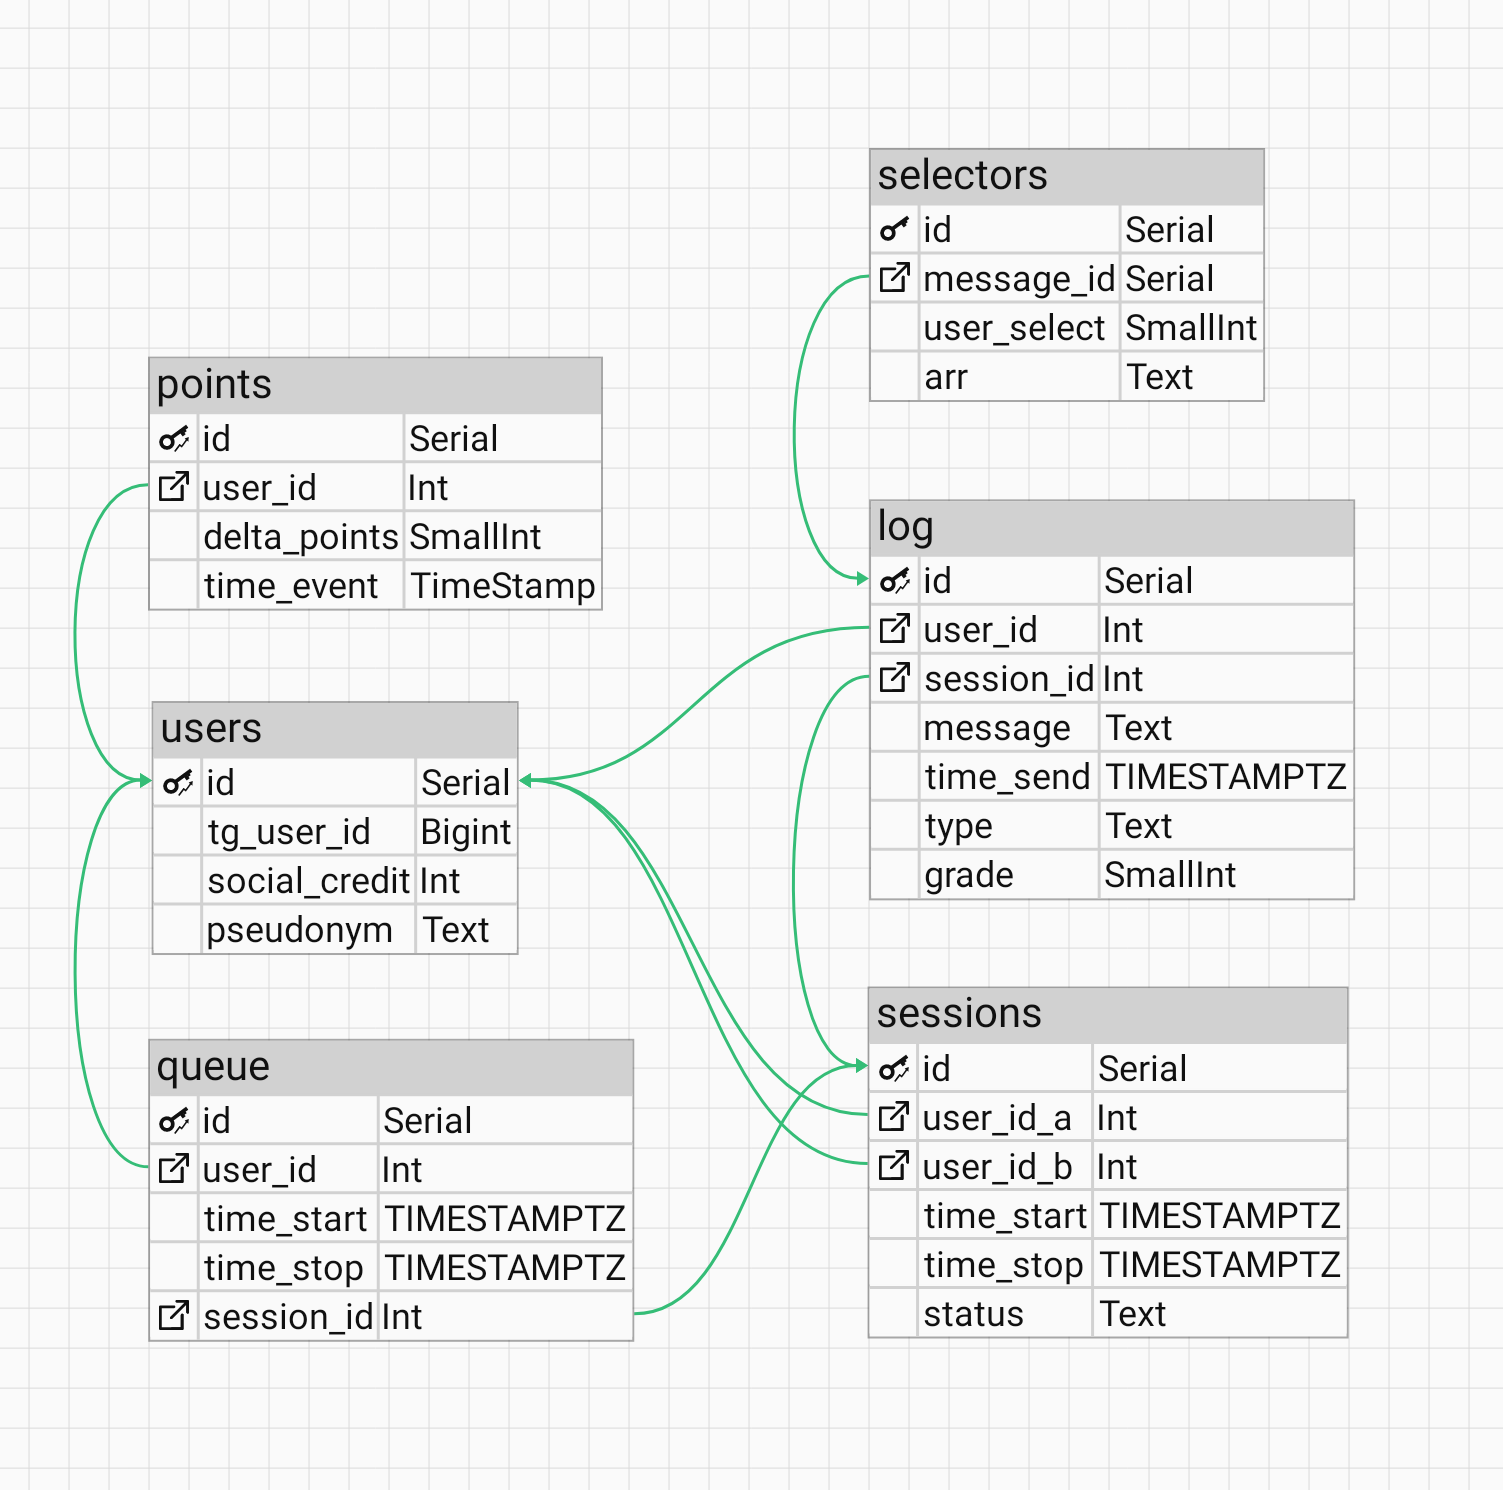 selectors
id Serial
message_id Serial
user_select SmallInt
arr Text
points
id Serial
user_id Int
delta_points SmallInt
time_event TimeStamp
log
id Serial
user_id Int
session_id Int
message Text
time_send TIMESTAMPTZ
type Text
grade SmallInt
users
id Serial
tg_user_id Bigint
social_credit Int
pseudonym Text
sessions
id Serial
user_id_a Int
user_id_b Int
time_start TIMESTAMPTZ
time_stop TIMESTAMPTZ
status Text
queue
id Serial
user_id Int
time_start TIMESTAMPTZ
time_stop TIMESTAMPTZ
session_id Int